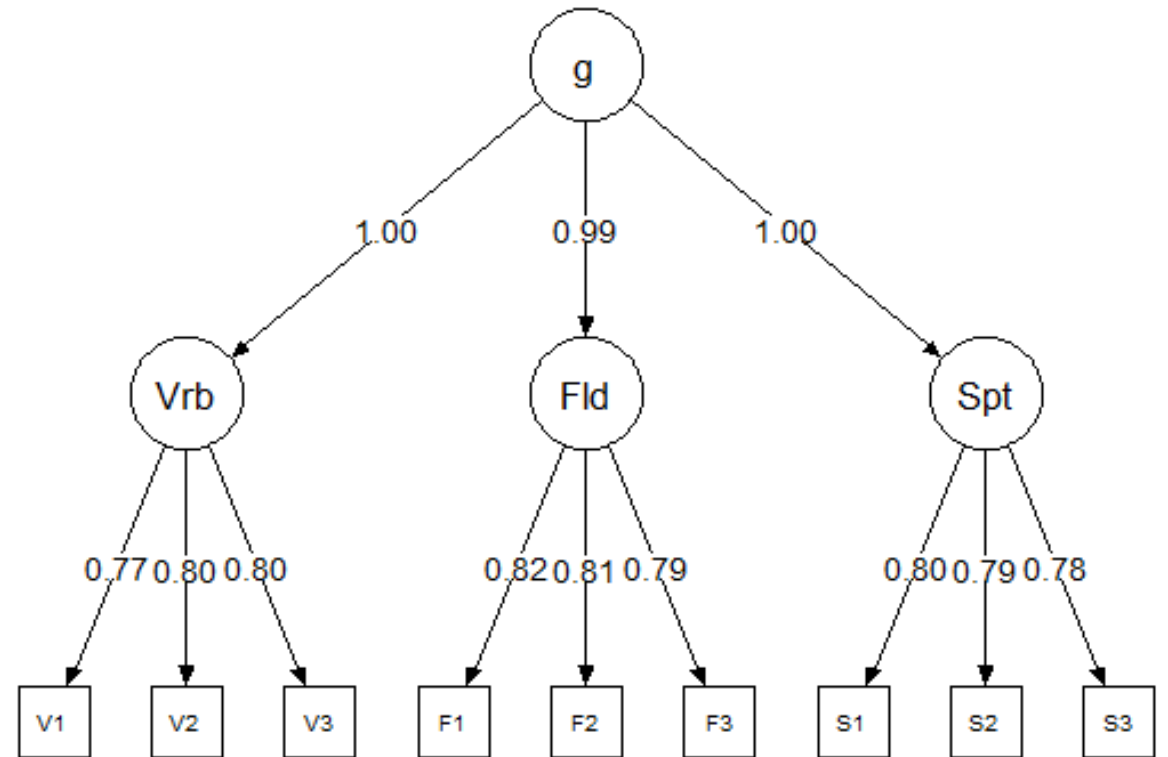 g
1.00 0.99 1.00
Vrb Fld Spt
0.77 0.80 0.80 0.82 0.81 0.79 0.80 0.79 0.78
V1 V2 V3 F1 F2 F3 S1 S2 S3